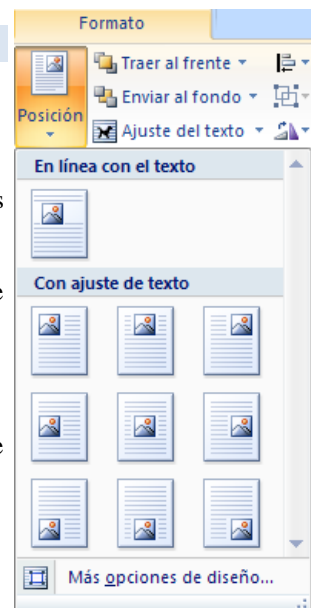 Formato
Traer al frente
Enviar al fondo
Posición
Ajuste del texto
En línea con el texto
s
Con ajuste de texto
e
e
Más opciones de diseño...